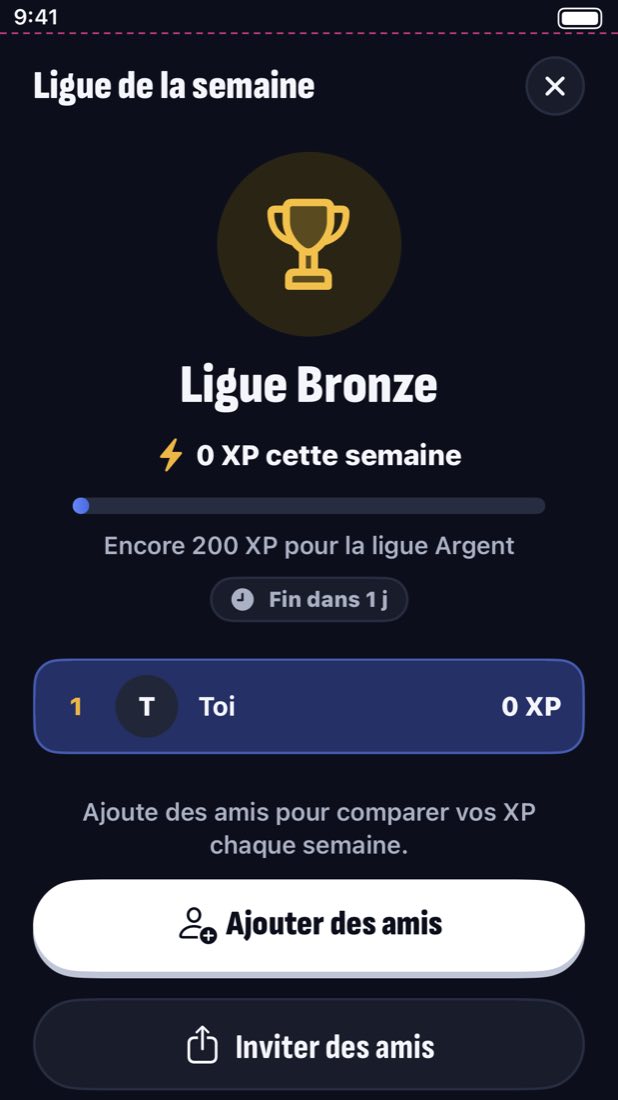 9:41
Ligue de la semaine
Ligue Bronze
0 XP cette semaine
Encore 200 XP pour la ligue Argent
Fin dans 1 j
1 T Toi 0 XP
Ajoute des amis pour comparer vos XP
chaque semaine.
Ajouter des amis
Inviter des amis